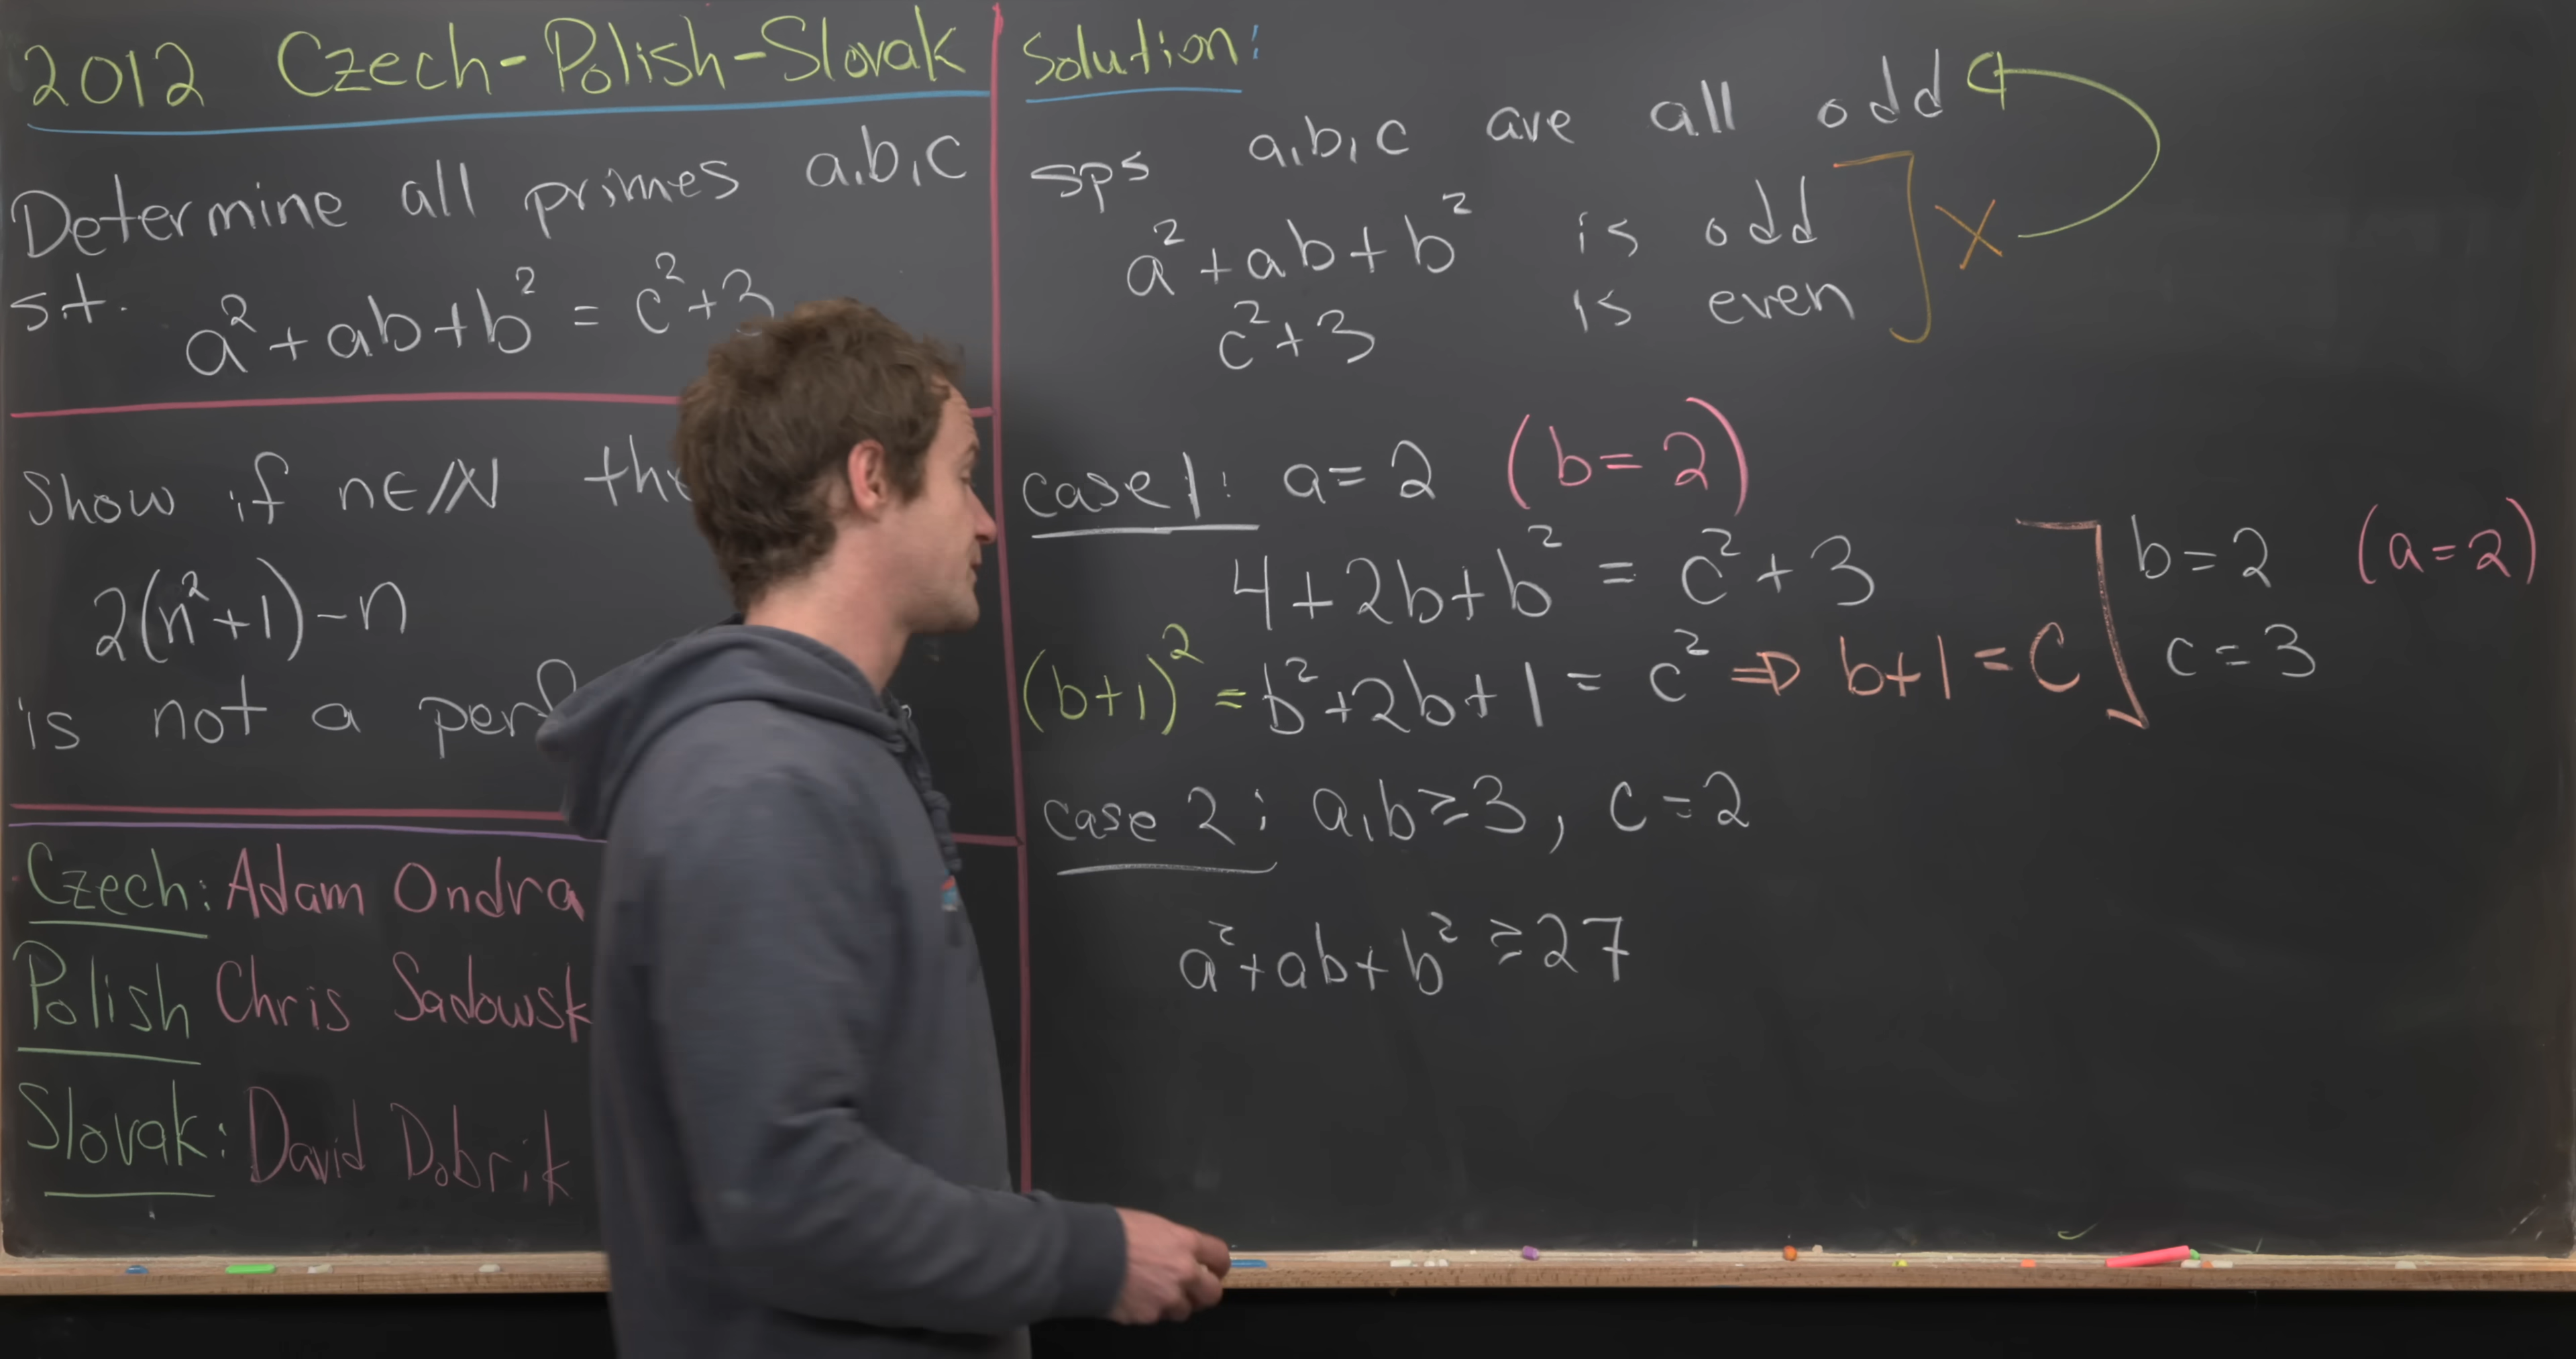 2012 Czech-Polish-Slovak
Determine all primes a,b,c
s.t. a²+ab+b² = c²+3
Show if n∈ℕ
2(n²+1)-n
is not a
Czech: Adam Ondra
Polish Chris
Slovak: David Dobrik
Solution:
sps a,b,c are all odd
a²+ab+b² is odd
c²+3 is even
X
case 1: a=2 (b=2)
4+2b+b² = c²+3
(b+1)² = b²+2b+1 = c² ⇒ b+1 = c
b=2 (a=2)
c=3
case 2: a,b≥3, c=2
a²+ab+b² ≥27